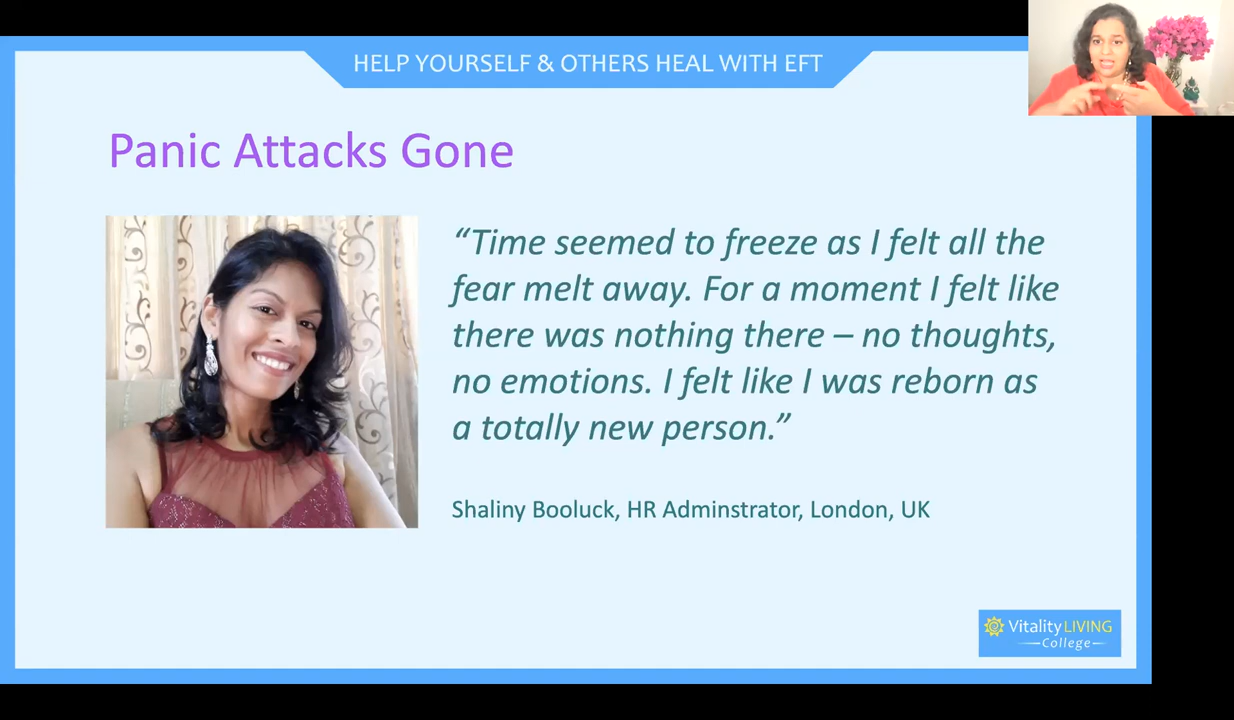 HELP YOURSELF & OTHERS HEAL WITH EFT
Panic Attacks Gone
“Time seemed to freeze as I felt all the
fear melt away. For a moment I felt like
there was nothing there – no thoughts,
no emotions. I felt like I was reborn as
a totally new person.”
Shaliny Booluck, HR Adminstrator, London, UK
Vitality LIVING
College